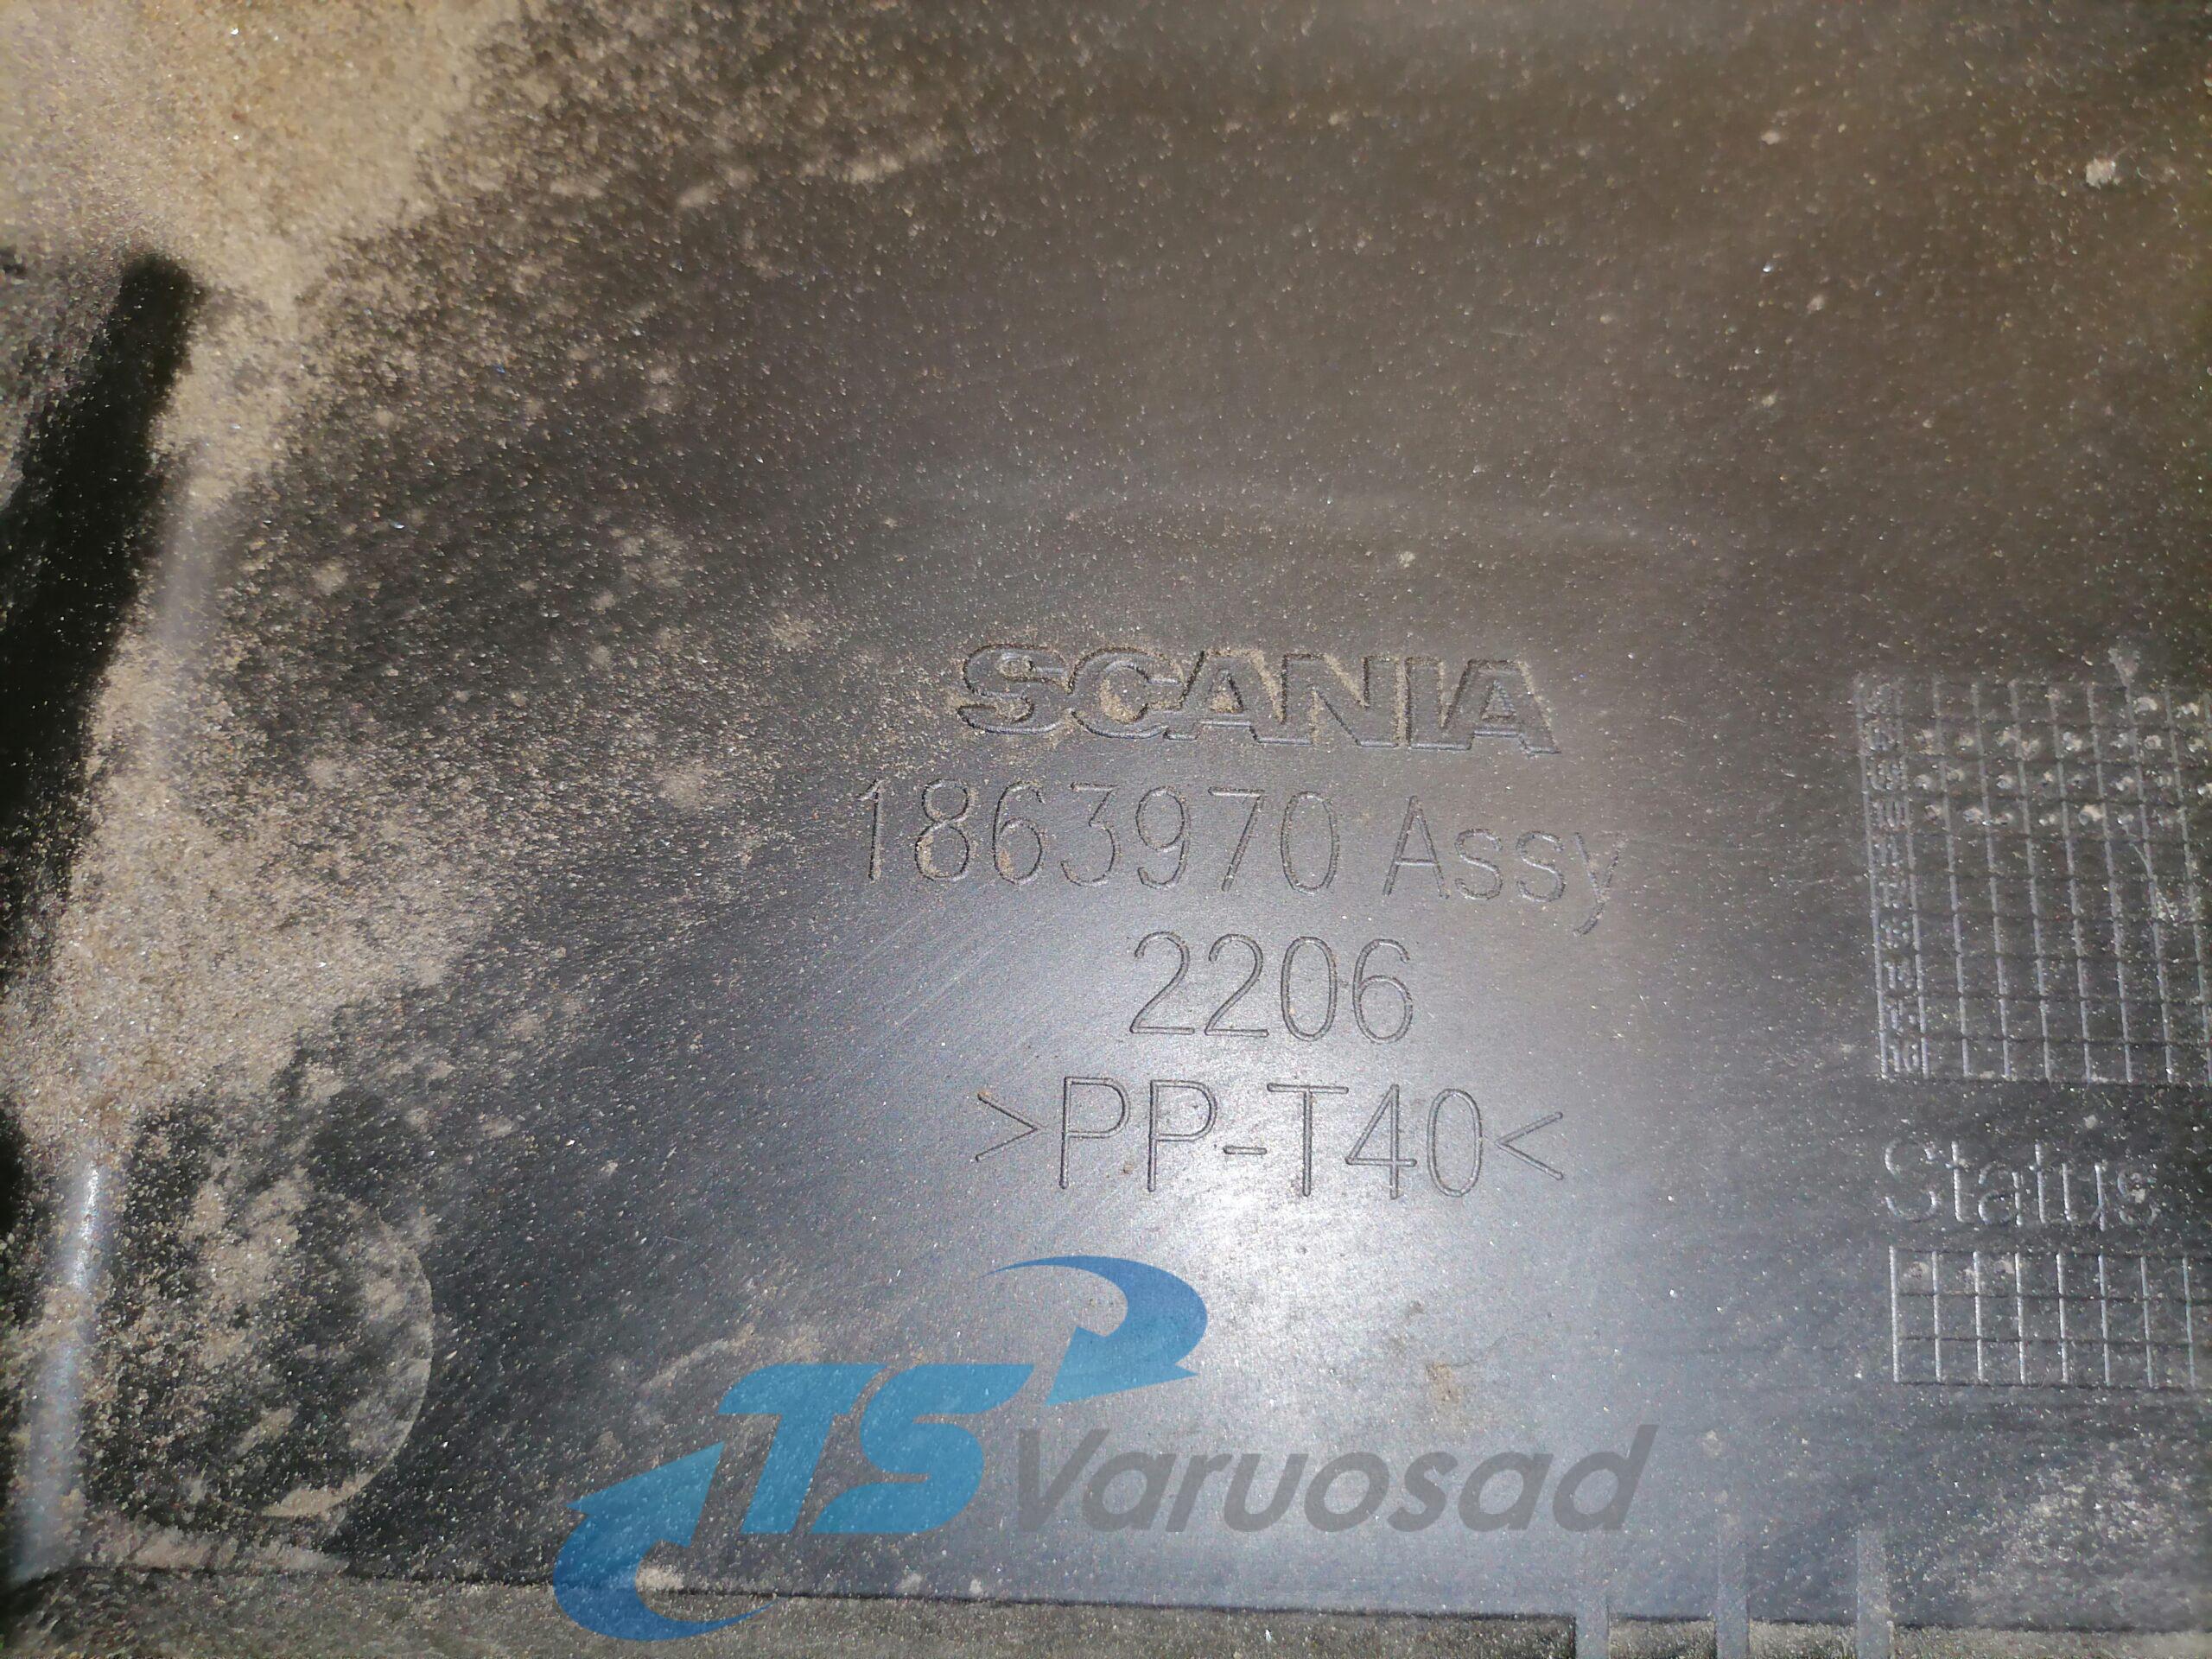 SCANIA
1863970 Assy
2206
>PP-T40<
Status
TS Varuosad